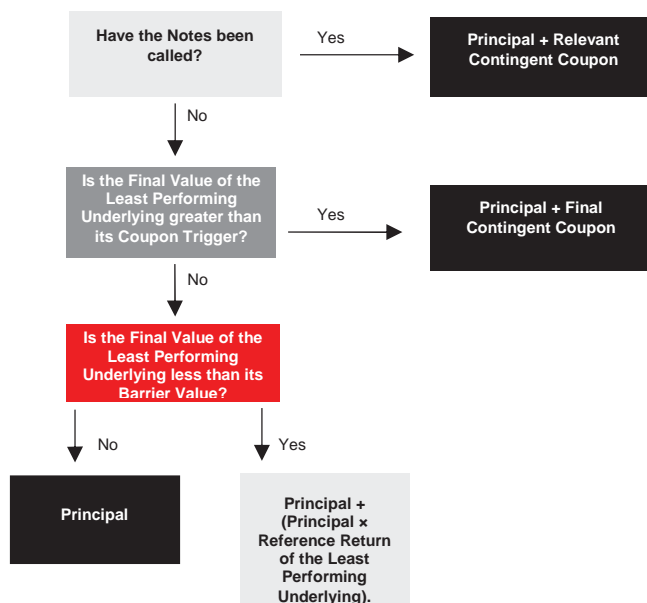 Have the Notes been
called?
Yes
Principal + Relevant
Contingent Coupon
No
Is the Final Value of the
Least Performing
Underlying greater than
its Coupon Trigger?
Yes
Principal + Final
Contingent Coupon
No
Is the Final Value of the
Least Performing
Underlying less than its
Barrier Value?
No
Yes
Principal
Principal +
(Principal ×
Reference Return
of the Least
Performing
Underlying).